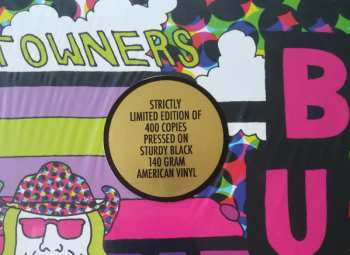 TOWNERS
STRICTLY
LIMITED EDITION OF
400 COPIES
PRESSED ON
STURDY BLACK
140 GRAM
AMERICAN VINYL
B
U